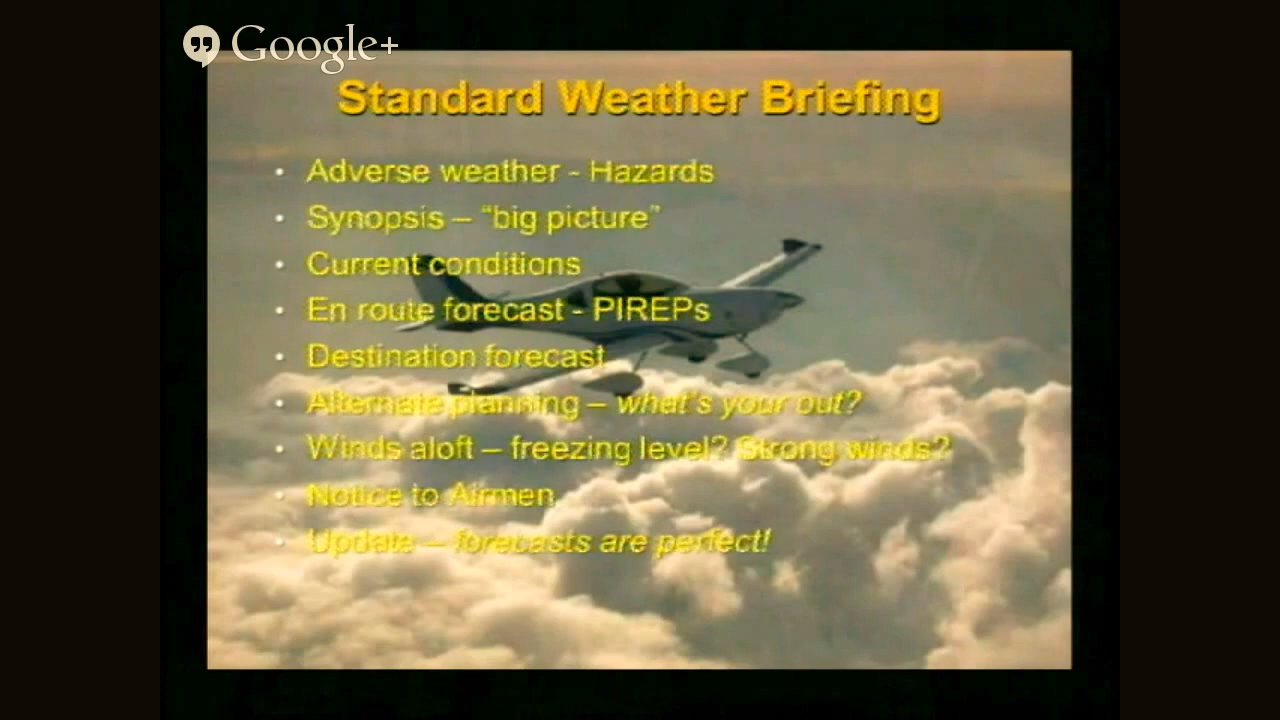 Google+
Standard Weather Briefing
• Adverse weather - Hazards
• Synopsis – “big picture”
• Current conditions
• En route forecast - PIREPs
• Destination forecast
• Alternate planning – what's your out?
• Winds aloft – freezing level? Strong winds?
• Notice to Airmen
• Update – forecasts are perfect!